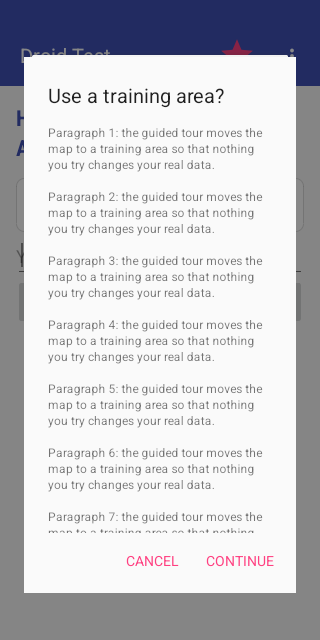 Droid Test
Use a training area?
Paragraph 1: the guided tour moves the
map to a training area so that nothing
you try changes your real data.
Paragraph 2: the guided tour moves the
map to a training area so that nothing
you try changes your real data.
Paragraph 3: the guided tour moves the
map to a training area so that nothing
you try changes your real data.
Paragraph 4: the guided tour moves the
map to a training area so that nothing
you try changes your real data.
Paragraph 5: the guided tour moves the
map to a training area so that nothing
you try changes your real data.
Paragraph 6: the guided tour moves the
map to a training area so that nothing
you try changes your real data.
Paragraph 7: the guided tour moves the
map to a training area so that nothing
CANCEL CONTINUE